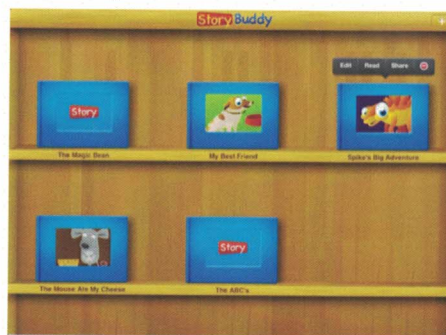 StoryBuddy
+
Edit Read Share
Story
The Magic Bean
My Best Friend
Spike's Big Adventure
The Mouse Ate My Cheese
Story
The ABC's